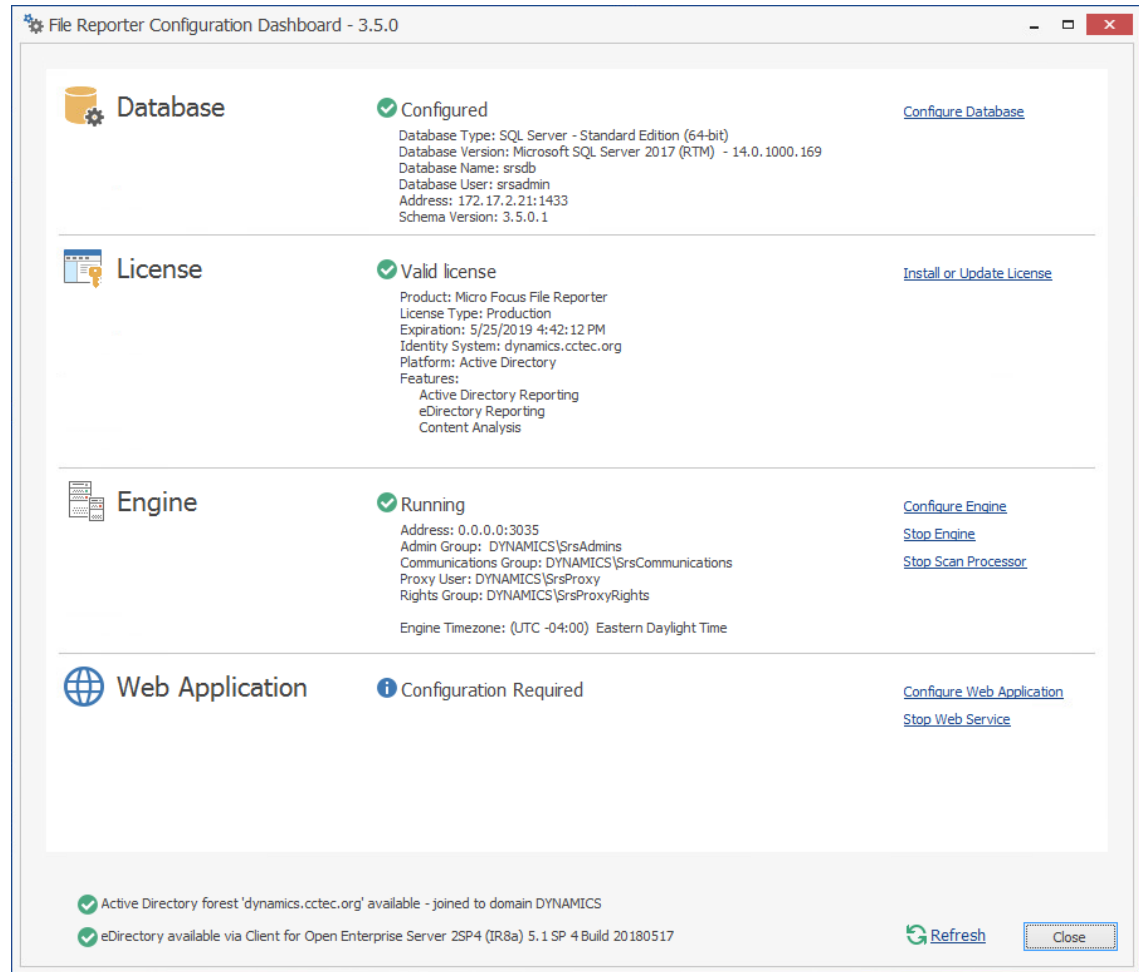 File Reporter Configuration Dashboard - 3.5.0
Database
Configured
Configure Database
Database Type: SQL Server - Standard Edition (64-bit)
Database Version: Microsoft SQL Server 2017 (RTM)  - 14.0.1000.169
Database Name: srsdb
Database User: srsadmin
Address: 172.17.2.21:1433
Schema Version: 3.5.0.1
License
Valid license
Install or Update License
Product: Micro Focus File Reporter
License Type: Production
Expiration: 5/25/2019 4:42:12 PM
Identity System: dynamics.cctec.org
Platform: Active Directory
Features:
Active Directory Reporting
eDirectory Reporting
Content Analysis
Engine
Running
Configure Engine
Address: 0.0.0.0:3035
Stop Engine
Admin Group:  DYNAMICS\SrsAdmins
Communications Group: DYNAMICS\SrsCommunications
Stop Scan Processor
Proxy User: DYNAMICS\SrsProxy
Rights Group: DYNAMICS\SrsProxyRights
Engine Timezone: (UTC -04:00)  Eastern Daylight Time
Web Application
Configuration Required
Configure Web Application
Stop Web Service
Active Directory forest 'dynamics.cctec.org' available - joined to domain DYNAMICS
eDirectory available via Client for Open Enterprise Server 2SP4 (IR8a) 5.1 SP 4 Build 20180517
Refresh
Close